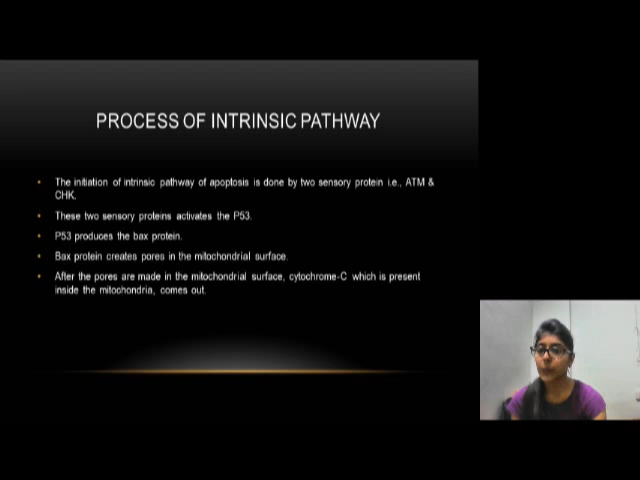 PROCESS OF INTRINSIC PATHWAY
• The initiation of intrinsic pathway of apoptosis is done by two sensory protein i.e., ATM &
CHK.
• These two sensory proteins activates the P53.
• P53 produces the bax protein.
• Bax protein creates pores in the mitochondrial surface.
• After the pores are made in the mitochondrial surface, cytochrome-C which is present
inside the mitochondria, comes out.